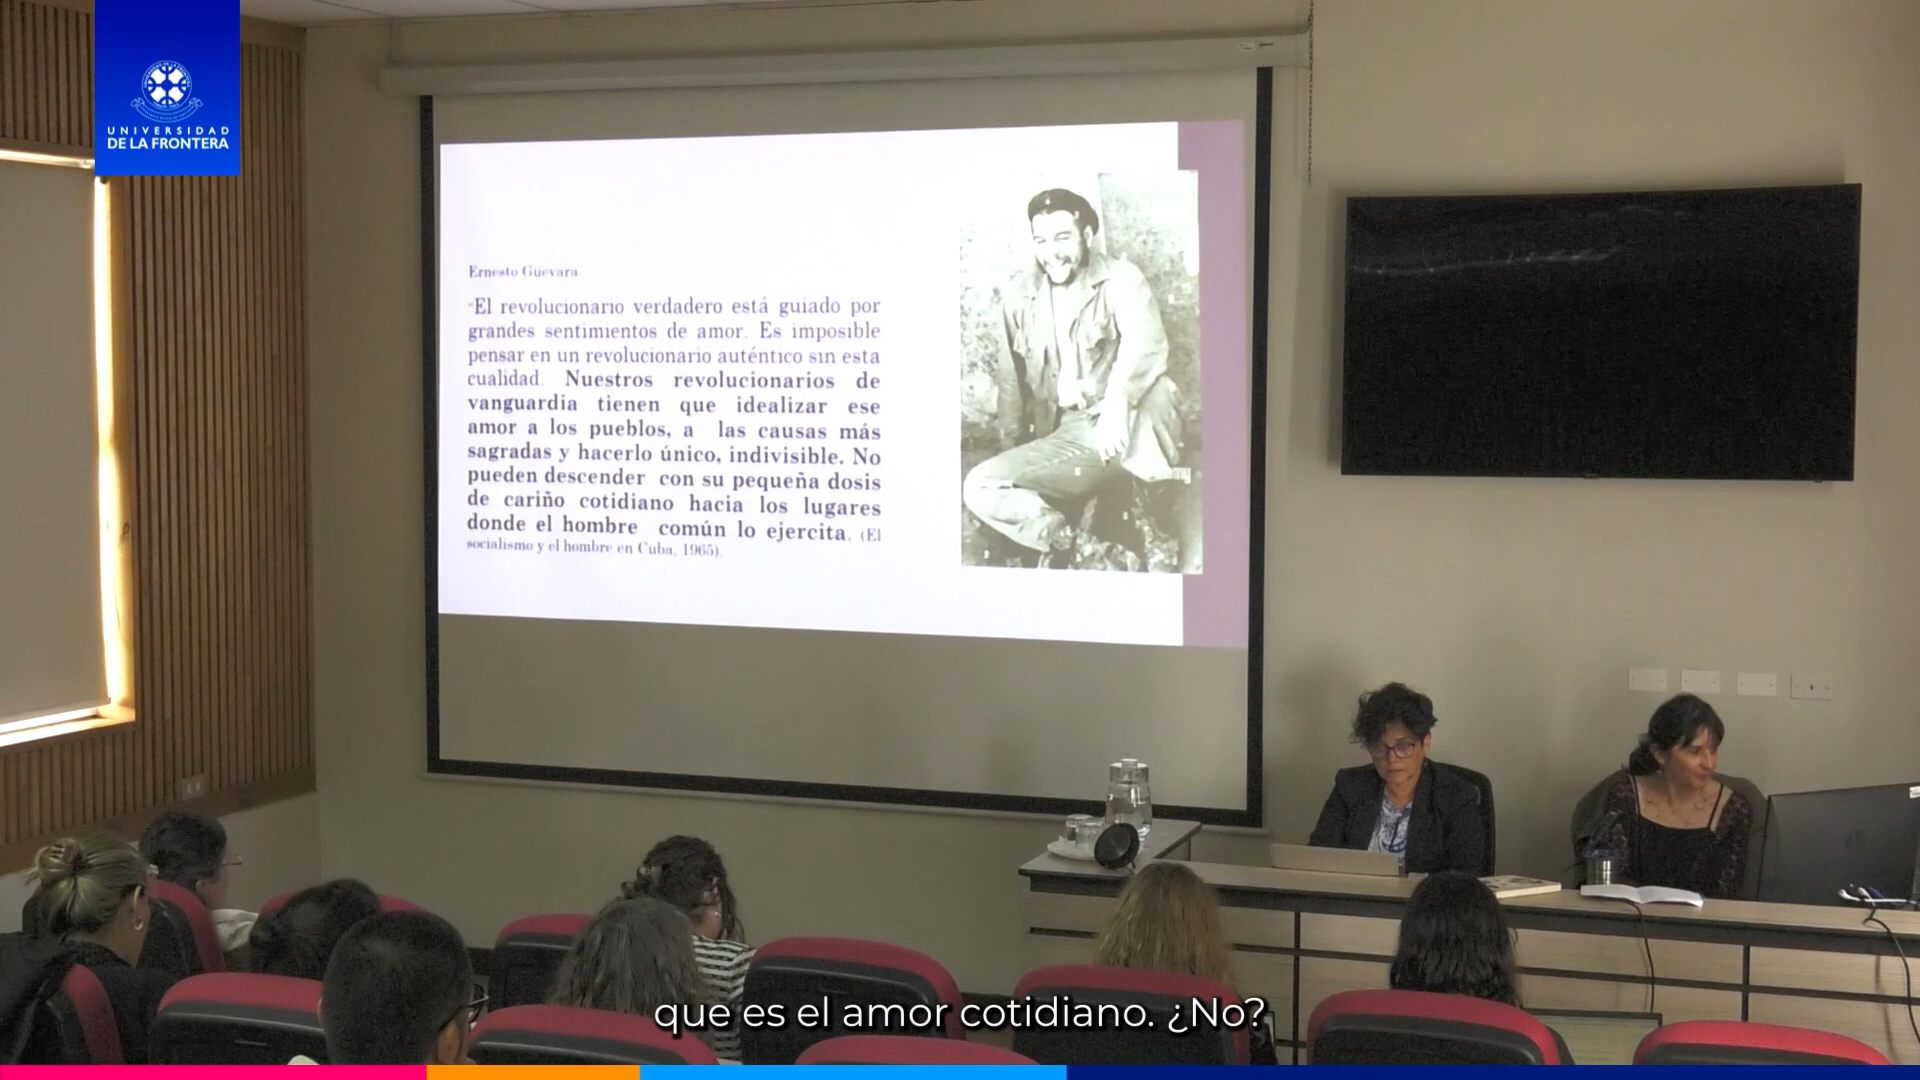 UNIVERSIDAD
DE LA FRONTERA
Ernesto Guevara
"El revolucionario verdadero está guiado por
grandes sentimientos de amor. Es imposible
pensar en un revolucionario auténtico sin esta
cualidad. Nuestros revolucionarios de
vanguardia tienen que idealizar ese
amor a los pueblos, a las causas más
sagradas y hacerlo único, indivisible. No
pueden descender con su pequeña dosis
de cariño cotidiano hacia los lugares
donde el hombre común lo ejercita. (El
socialismo y el hombre en Cuba, 1965).
que es el amor cotidiano. ¿No?